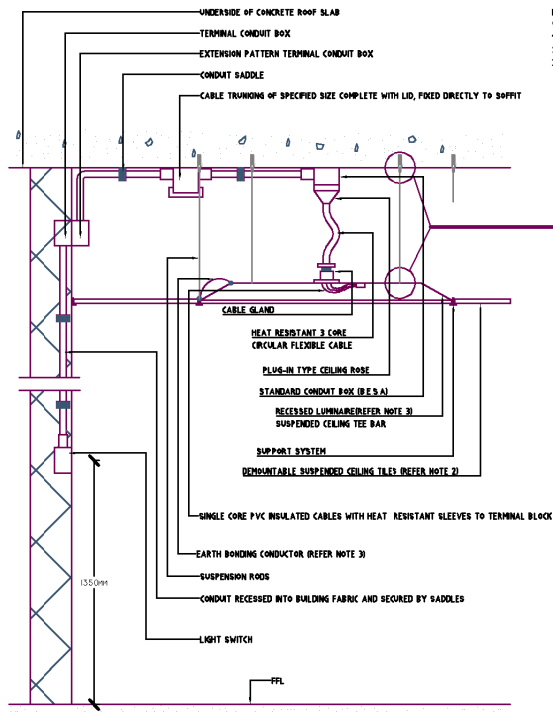 UNDERSIDE OF CONCRETE ROOF SLAB
TERMINAL CONDUIT BOX
EXTENSION PATTERN TERMINAL CONDUIT BOX
CONDUIT SADDLE
CABLE TRUNKING OF SPECIFIED SIZE COMPLETE WITH LID, FIXED DIRECTLY TO SOFFIT
CABLE GLAND
HEAT RESISTANT 3 CORE
CIRCULAR FLEXIBLE CABLE
PLUG-IN TYPE CEILING ROSE
STANDARD CONDUIT BOX (B E S A)
RECESSED LUMINAIRE(REFER NOTE 3)
SUSPENDED CEILING TEE BAR
SUPPORT SYSTEM
DEMOUNTABLE SUSPENDED CEILING TILES (REFER NOTE 2)
SINGLE CORE PVC INSULATED CABLES WITH HEAT RESISTANT SLEEVES TO TERMINAL BLOCK
EARTH BONDING CONDUCTOR (REFER NOTE 3)
SUSPENSION RODS
1350MM
CONDUIT RECESSED INTO BUILDING FABRIC AND SECURED BY SADDLES
LIGHT SWITCH
FFL